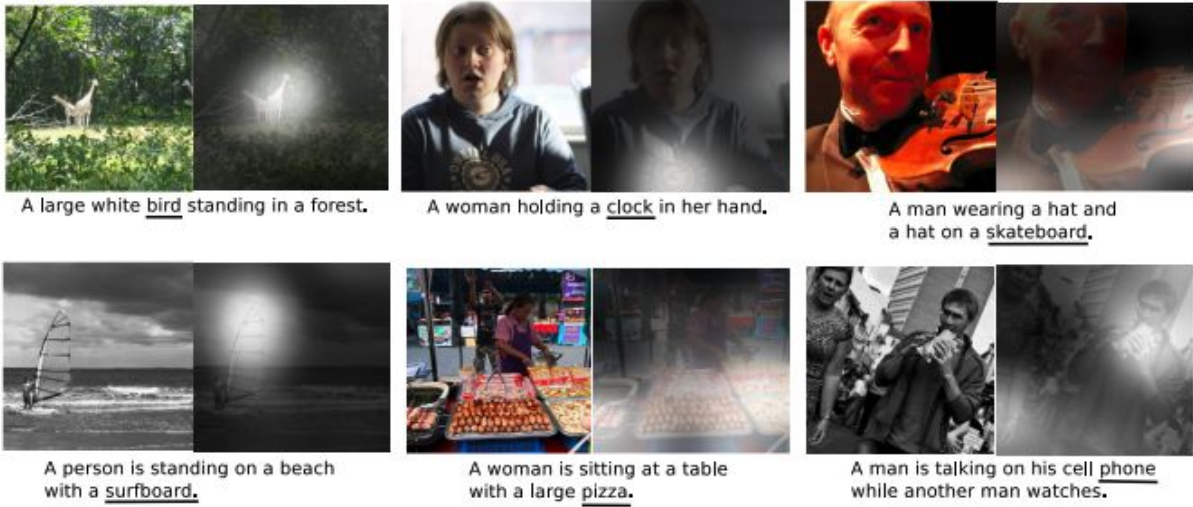 A large white bird standing in a forest.
A woman holding a clock in her hand.
A man wearing a hat and
a hat on a skateboard.
A person is standing on a beach
with a surfboard.
A woman is sitting at a table
with a large pizza.
A man is talking on his cell phone
while another man watches.